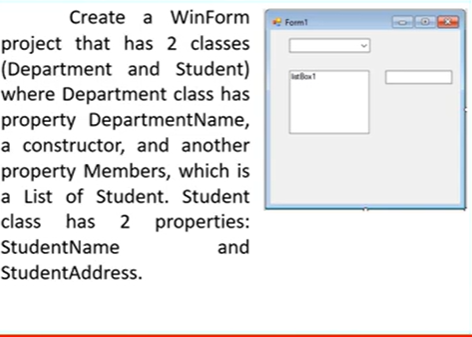 Create a WinForm
project that has 2 classes
(Department and Student)
where Department class has
property DepartmentName,
a constructor, and another
property Members, which is
a List of Student. Student
class has 2 properties:
StudentName and
StudentAddress.
Form1
listBox1